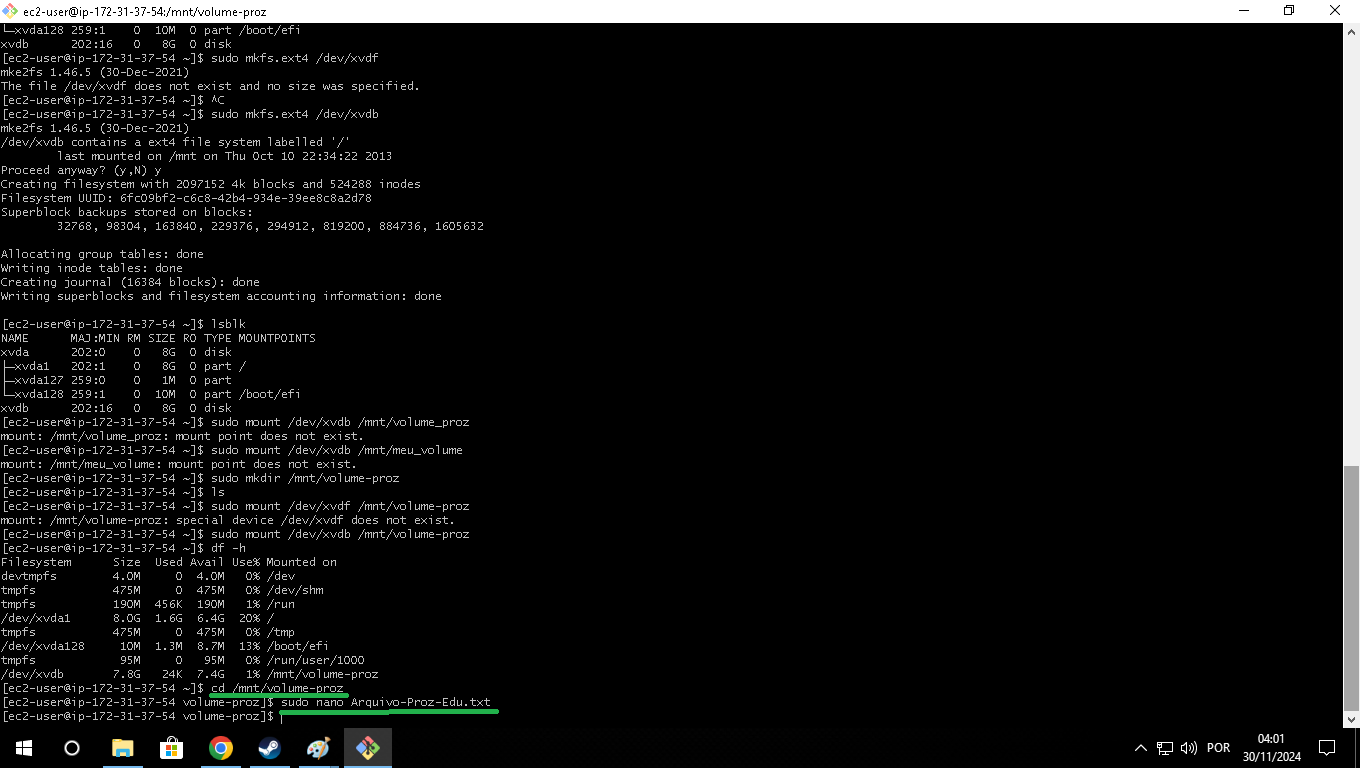 ec2-user@ip-172-31-37-54:/mnt/volume-proz
└─xvda128 259:1    0  10M  0 part /boot/efi
xvdb      202:16   0   8G  0 disk
[ec2-user@ip-172-31-37-54 ~]$ sudo mkfs.ext4 /dev/xvdf
mke2fs 1.46.5 (30-Dec-2021)
The file /dev/xvdf does not exist and no size was specified.
[ec2-user@ip-172-31-37-54 ~]$ ^C
[ec2-user@ip-172-31-37-54 ~]$ sudo mkfs.ext4 /dev/xvdb
mke2fs 1.46.5 (30-Dec-2021)
/dev/xvdb contains a ext4 file system labelled '/'
        last mounted on /mnt on Thu Oct 10 22:34:22 2013
Proceed anyway? (y,N) y
Creating filesystem with 2097152 4k blocks and 524288 inodes
Filesystem UUID: 6fc09bf2-c6c8-42b4-934e-39ee8c8a2d78
Superblock backups stored on blocks:
        32768, 98304, 163840, 229376, 294912, 819200, 884736, 1605632
Allocating group tables: done
Writing inode tables: done
Creating journal (16384 blocks): done
Writing superblocks and filesystem accounting information: done
[ec2-user@ip-172-31-37-54 ~]$ lsblk
NAME      MAJ:MIN RM SIZE RO TYPE MOUNTPOINTS
xvda      202:0    0   8G  0 disk
├─xvda1   202:1    0   8G  0 part /
├─xvda127 259:0    0   1M  0 part
└─xvda128 259:1    0  10M  0 part /boot/efi
xvdb      202:16   0   8G  0 disk
[ec2-user@ip-172-31-37-54 ~]$ sudo mount /dev/xvdb /mnt/volume_proz
mount: /mnt/volume_proz: mount point does not exist.
[ec2-user@ip-172-31-37-54 ~]$ sudo mount /dev/xvdb /mnt/meu_volume
mount: /mnt/meu_volume: mount point does not exist.
[ec2-user@ip-172-31-37-54 ~]$ sudo mkdir /mnt/volume-proz
[ec2-user@ip-172-31-37-54 ~]$ ls
[ec2-user@ip-172-31-37-54 ~]$ sudo mount /dev/xvdf /mnt/volume-proz
mount: /mnt/volume-proz: special device /dev/xvdf does not exist.
[ec2-user@ip-172-31-37-54 ~]$ sudo mount /dev/xvdb /mnt/volume-proz
[ec2-user@ip-172-31-37-54 ~]$ df -h
Filesystem      Size  Used Avail Use% Mounted on
devtmpfs        4.0M     0  4.0M   0% /dev
tmpfs           475M     0  475M   0% /dev/shm
tmpfs           190M  456K  190M   1% /run
/dev/xvda1      8.0G  1.6G  6.4G  20% /
tmpfs           475M     0  475M   0% /tmp
/dev/xvda128     10M  1.3M  8.7M  13% /boot/efi
tmpfs            95M     0   95M   0% /run/user/1000
/dev/xvdb       7.8G   24K  7.4G   1% /mnt/volume-proz
[ec2-user@ip-172-31-37-54 ~]$ cd /mnt/volume-proz
[ec2-user@ip-172-31-37-54 volume-proz]$ sudo nano Arquivo-Proz-Edu.txt
[ec2-user@ip-172-31-37-54 volume-proz]$
POR
04:01
30/11/2024